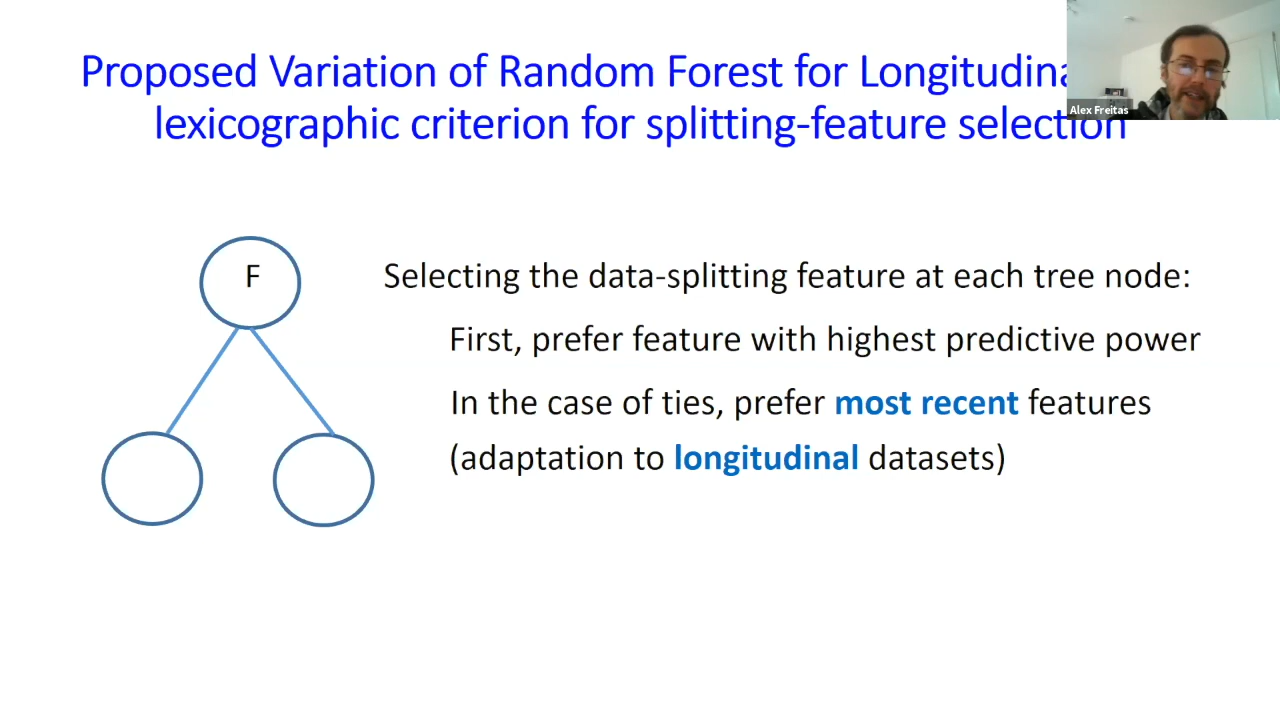 Proposed Variation of Random Forest for Longitudina
lexicographic criterion for splitting-feature selection
Alex Freitas
F
Selecting the data-splitting feature at each tree node:
First, prefer feature with highest predictive power
In the case of ties, prefer most recent features
(adaptation to longitudinal datasets)